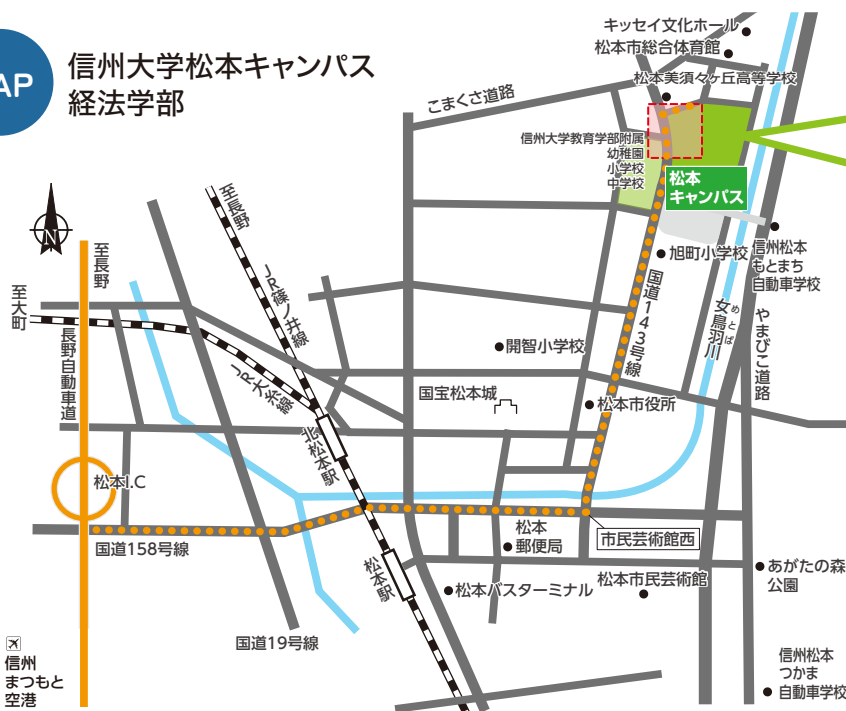 AP
信州大学松本キャンパス
経法学部
キッセイ文化ホール
松本市総合体育館
松本美須々ヶ丘高等学校
こまくさ道路
信州大学教育学部附属
幼稚園
小学校
中学校
松本
キャンパス
至長野
N
至長野
至大町
JR篠ノ井線
旭町小学校
信州松本
もとまち
自動車学校
国道143号線
女鳥羽川
めとば
やまびこ道路
長野自動車道
JR大糸線
開智小学校
国宝松本城
松本市役所
北松本駅
松本I.C
国道158号線
松本
郵便局
市民芸術館西
松本駅
松本バスターミナル
松本市民芸術館
あがたの森
公園
国道19号線
信州
まつもと
空港
信州松本
つかま
自動車学校